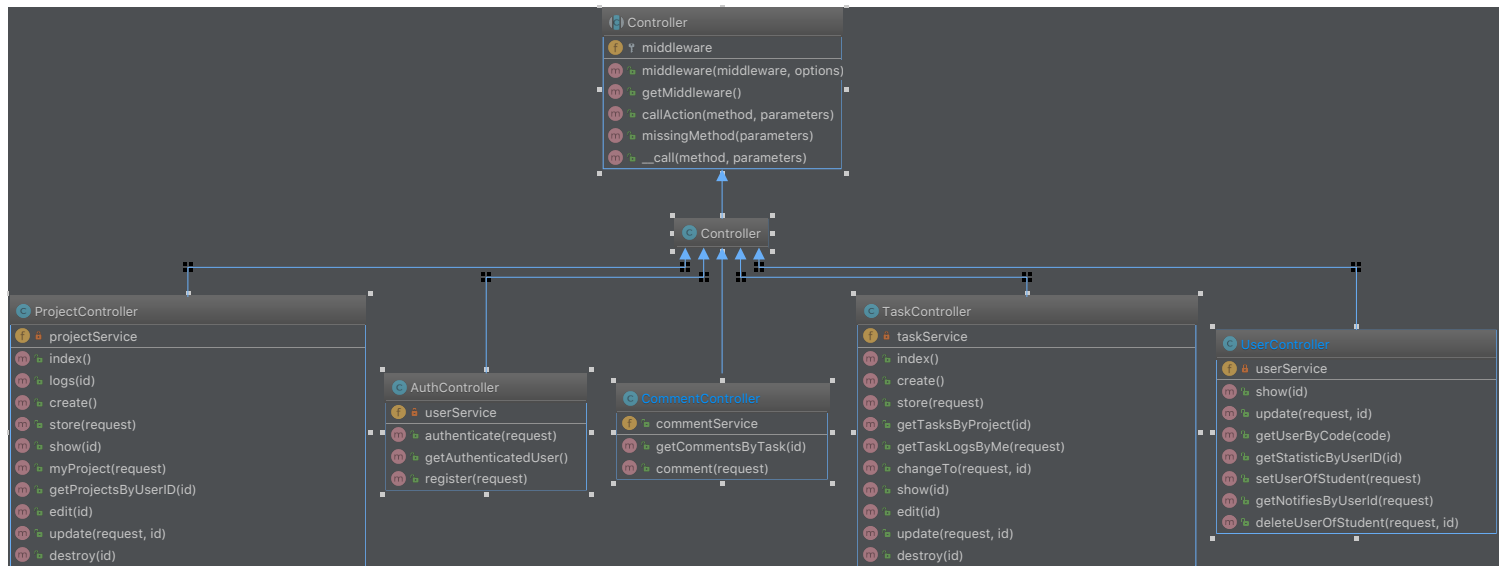 Controller
middleware
middleware(middleware, options)
getMiddleware()
callAction(method, parameters)
missingMethod(parameters)
__call(method, parameters)
Controller
ProjectController
projectService
index()
logs(id)
create()
store(request)
show(id)
myProject(request)
getProjectsByUserID(id)
edit(id)
update(request, id)
destroy(id)
AuthController
userService
authenticate(request)
getAuthenticatedUser()
register(request)
CommentController
commentService
getCommentsByTask(id)
comment(request)
TaskController
taskService
index()
create()
store(request)
getTasksByProject(id)
getTaskLogsByMe(request)
changeTo(request, id)
show(id)
edit(id)
update(request, id)
destroy(id)
UserController
userService
show(id)
update(request, id)
getUserByCode(code)
getStatisticByUserID(id)
setUserOfStudent(request)
getNotifiesByUserId(request)
deleteUserOfStudent(request, id)